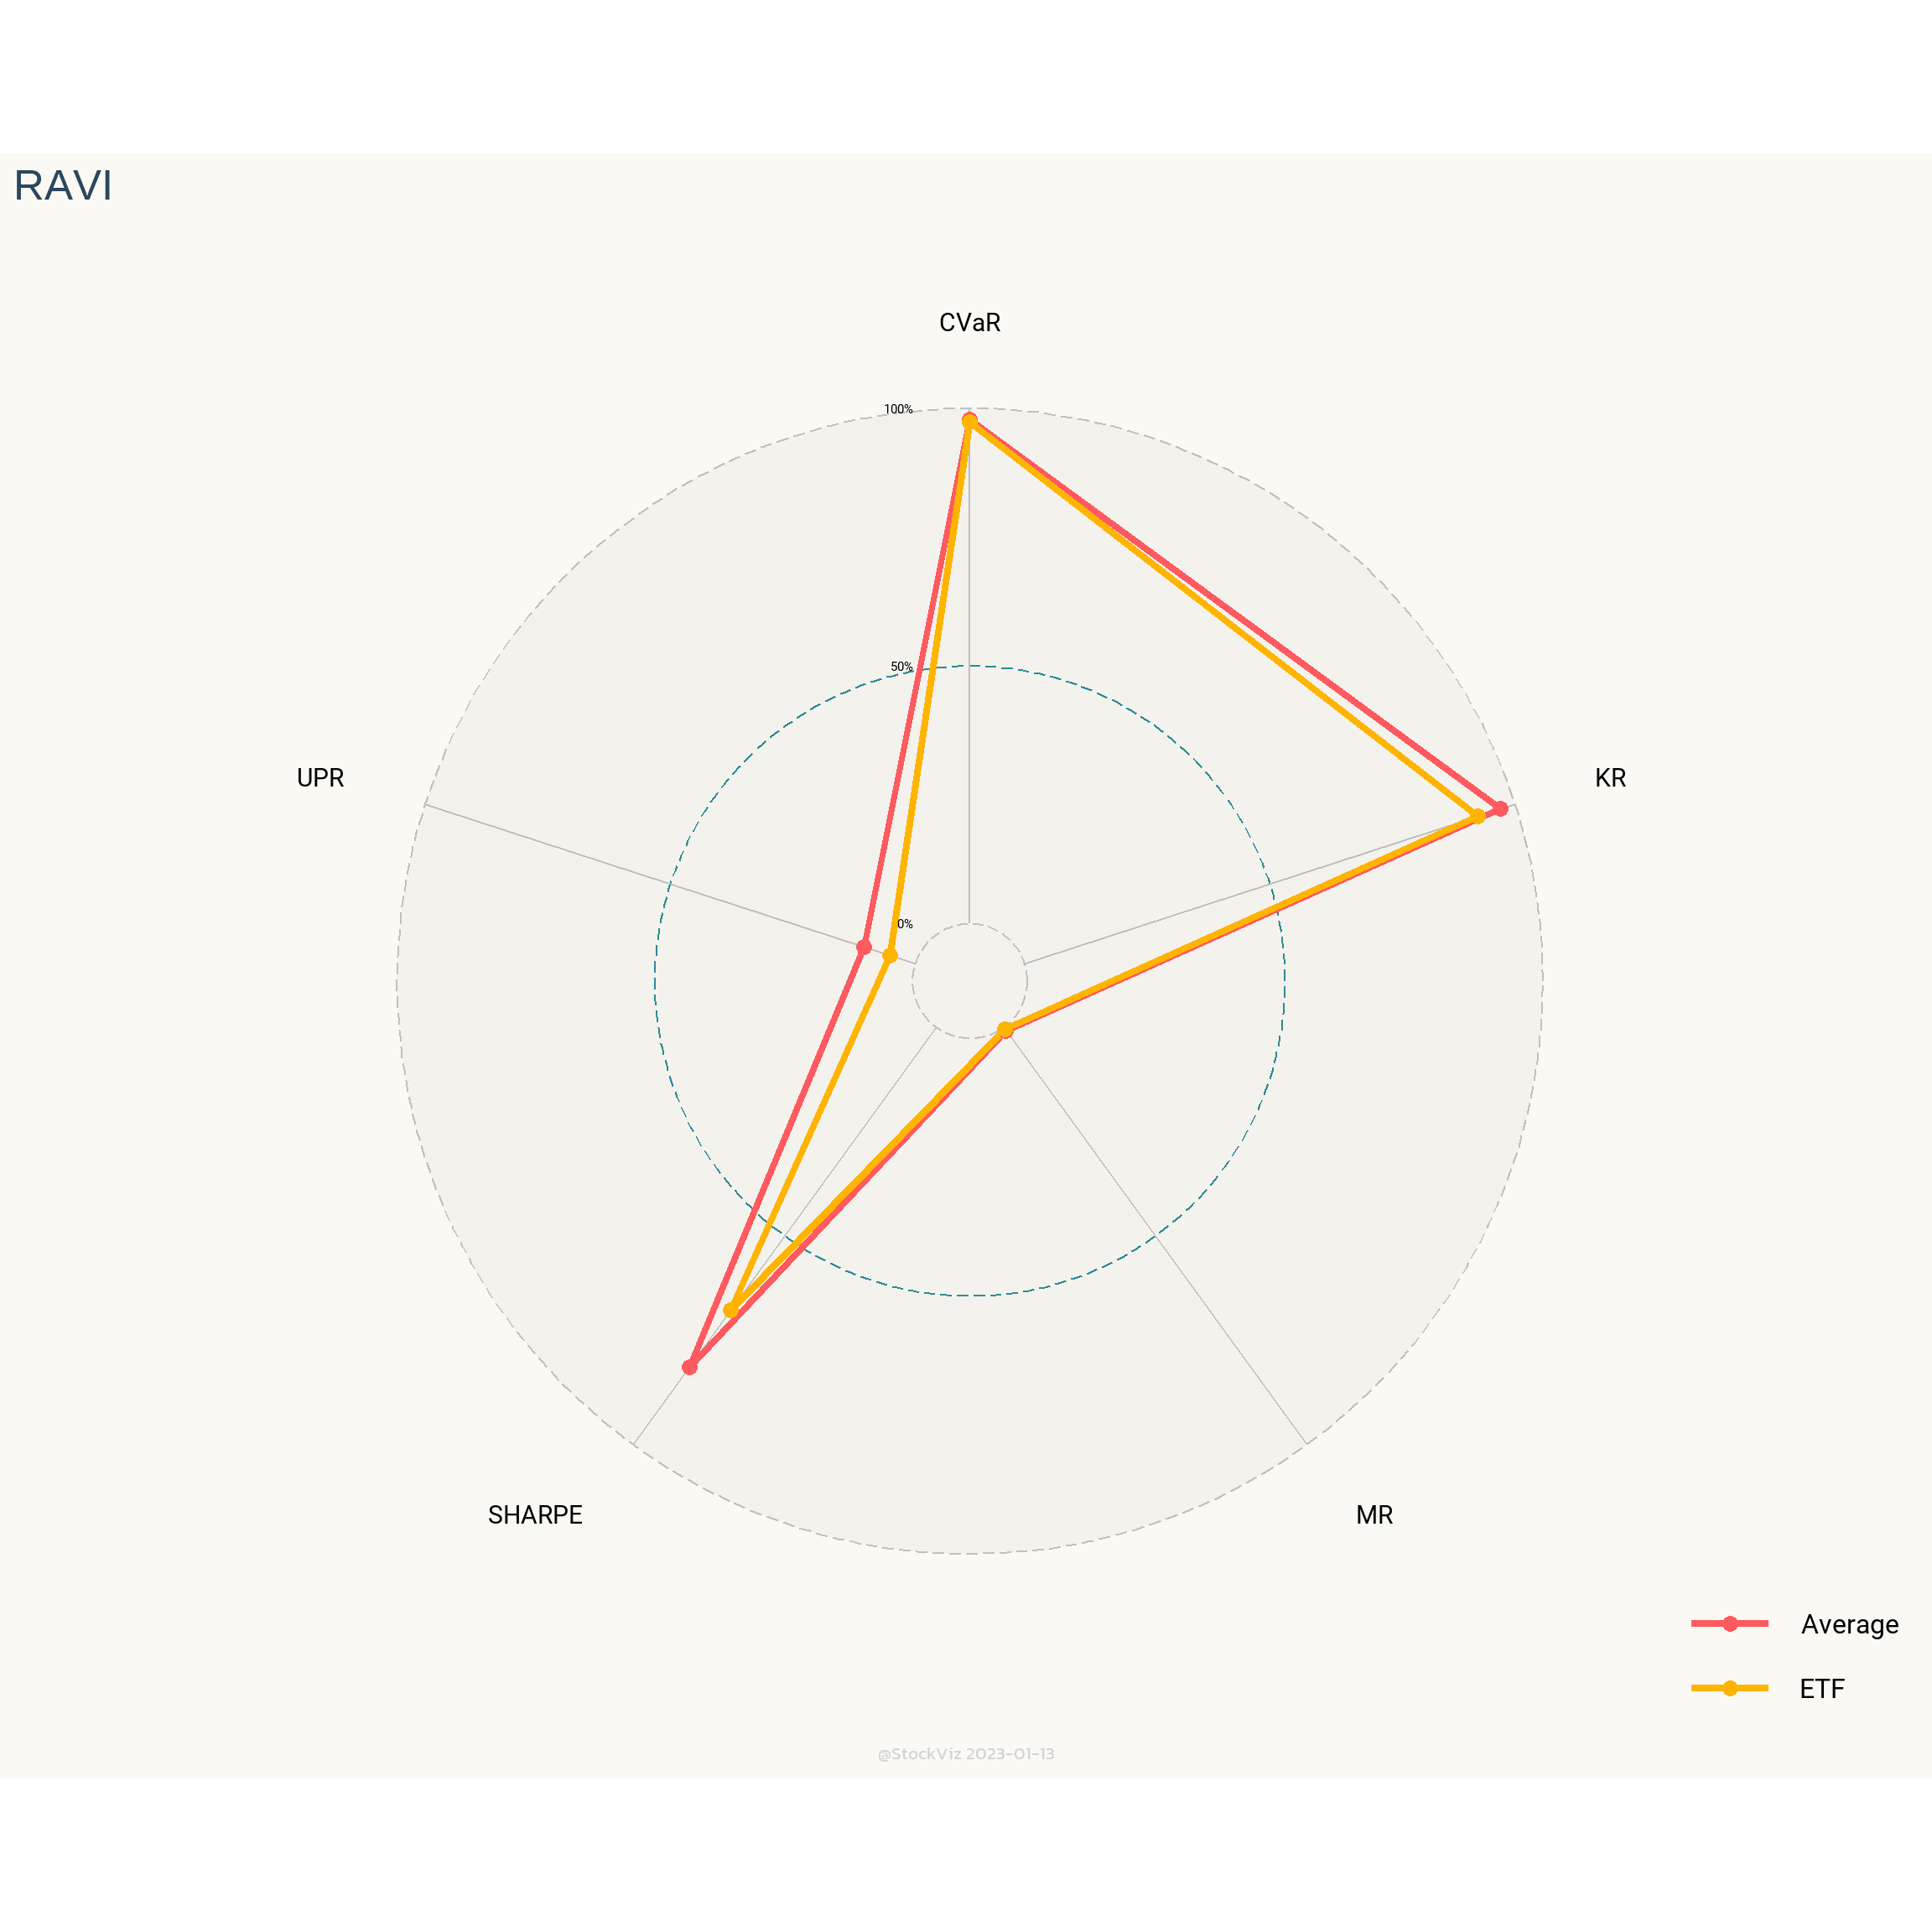 RAVI
CVaR
100%
50%
UPR
KR
0%
SHARPE
MR
Average
ETF
@StockViz 2023-01-13